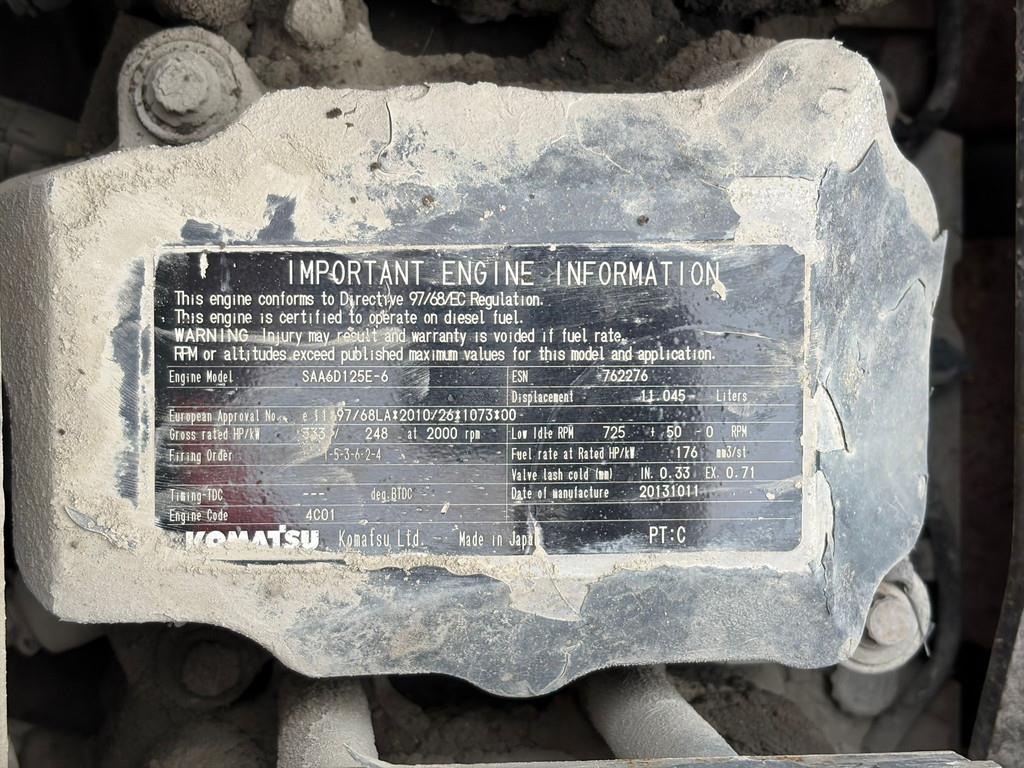 IMPORTANT ENGINE INFORMATION
This engine conforms to Directive 97/68/EC Regulation.
This engine is certified to operate on diesel fuel.
WARNING Injury may result and warranty is voided if fuel rate,
RPM or altitudes exceed published maximum values for this model and application.
Engine Model SAA6D125E-6 ESN 762276
Displacement 11.045 Liters
European Approval No. e 11*97/68LA*2010/26*1073*00
Gross rated HP/kW 333 / 248 at 2000 rpm Low Idle RPM 725 + 50 -0 RPM
Firing Order 1-5-3-6-2-4 Fuel rate at Rated HP/kW 176 mm3/st
Valve lash cold (mm) IN. 0.33 EX. 0.71
Timing-TDC --- deg.BTDC Date of manufacture 20131011
Engine Code 4C01
KOMATSU Komatsu Ltd. Made in Japan PT:C